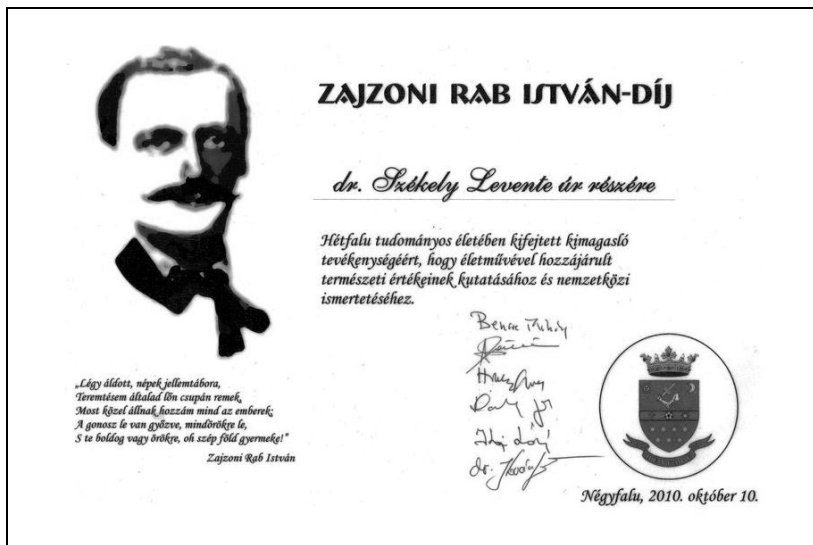 ZAJZONI RAB ISTVÁN-DÍJ
dr. Székely Levente úr részére
Hétfalu tudományos életében kifejtett kimagasló
tevékenységéért, hogy életművével hozzájárult
természeti értékeinek kutatásához és nemzetközi
ismertetéséhez.
„Légy áldott, népek jellemtábora,
Teremtésem általad lőn csupán remek,
Most közel állnak hozzám mind az emberek;
A gonosz le van győzve, mindörökre le,
S te boldog vagy örökre, oh szép föld gyermeke!”
Zajzoni Rab István
dr.
Négyfalu, 2010. október 10.